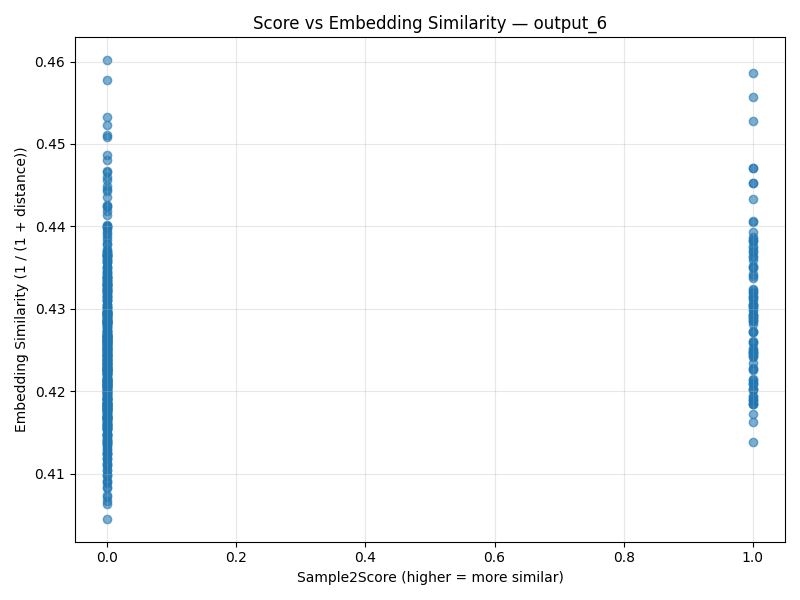 Score vs Embedding Similarity — output_6
Embedding Similarity (1 / (1 + distance))
0.46
0.45
0.44
0.43
0.42
0.41
0.0 0.2 0.4 0.6 0.8 1.0
Sample2Score (higher = more similar)